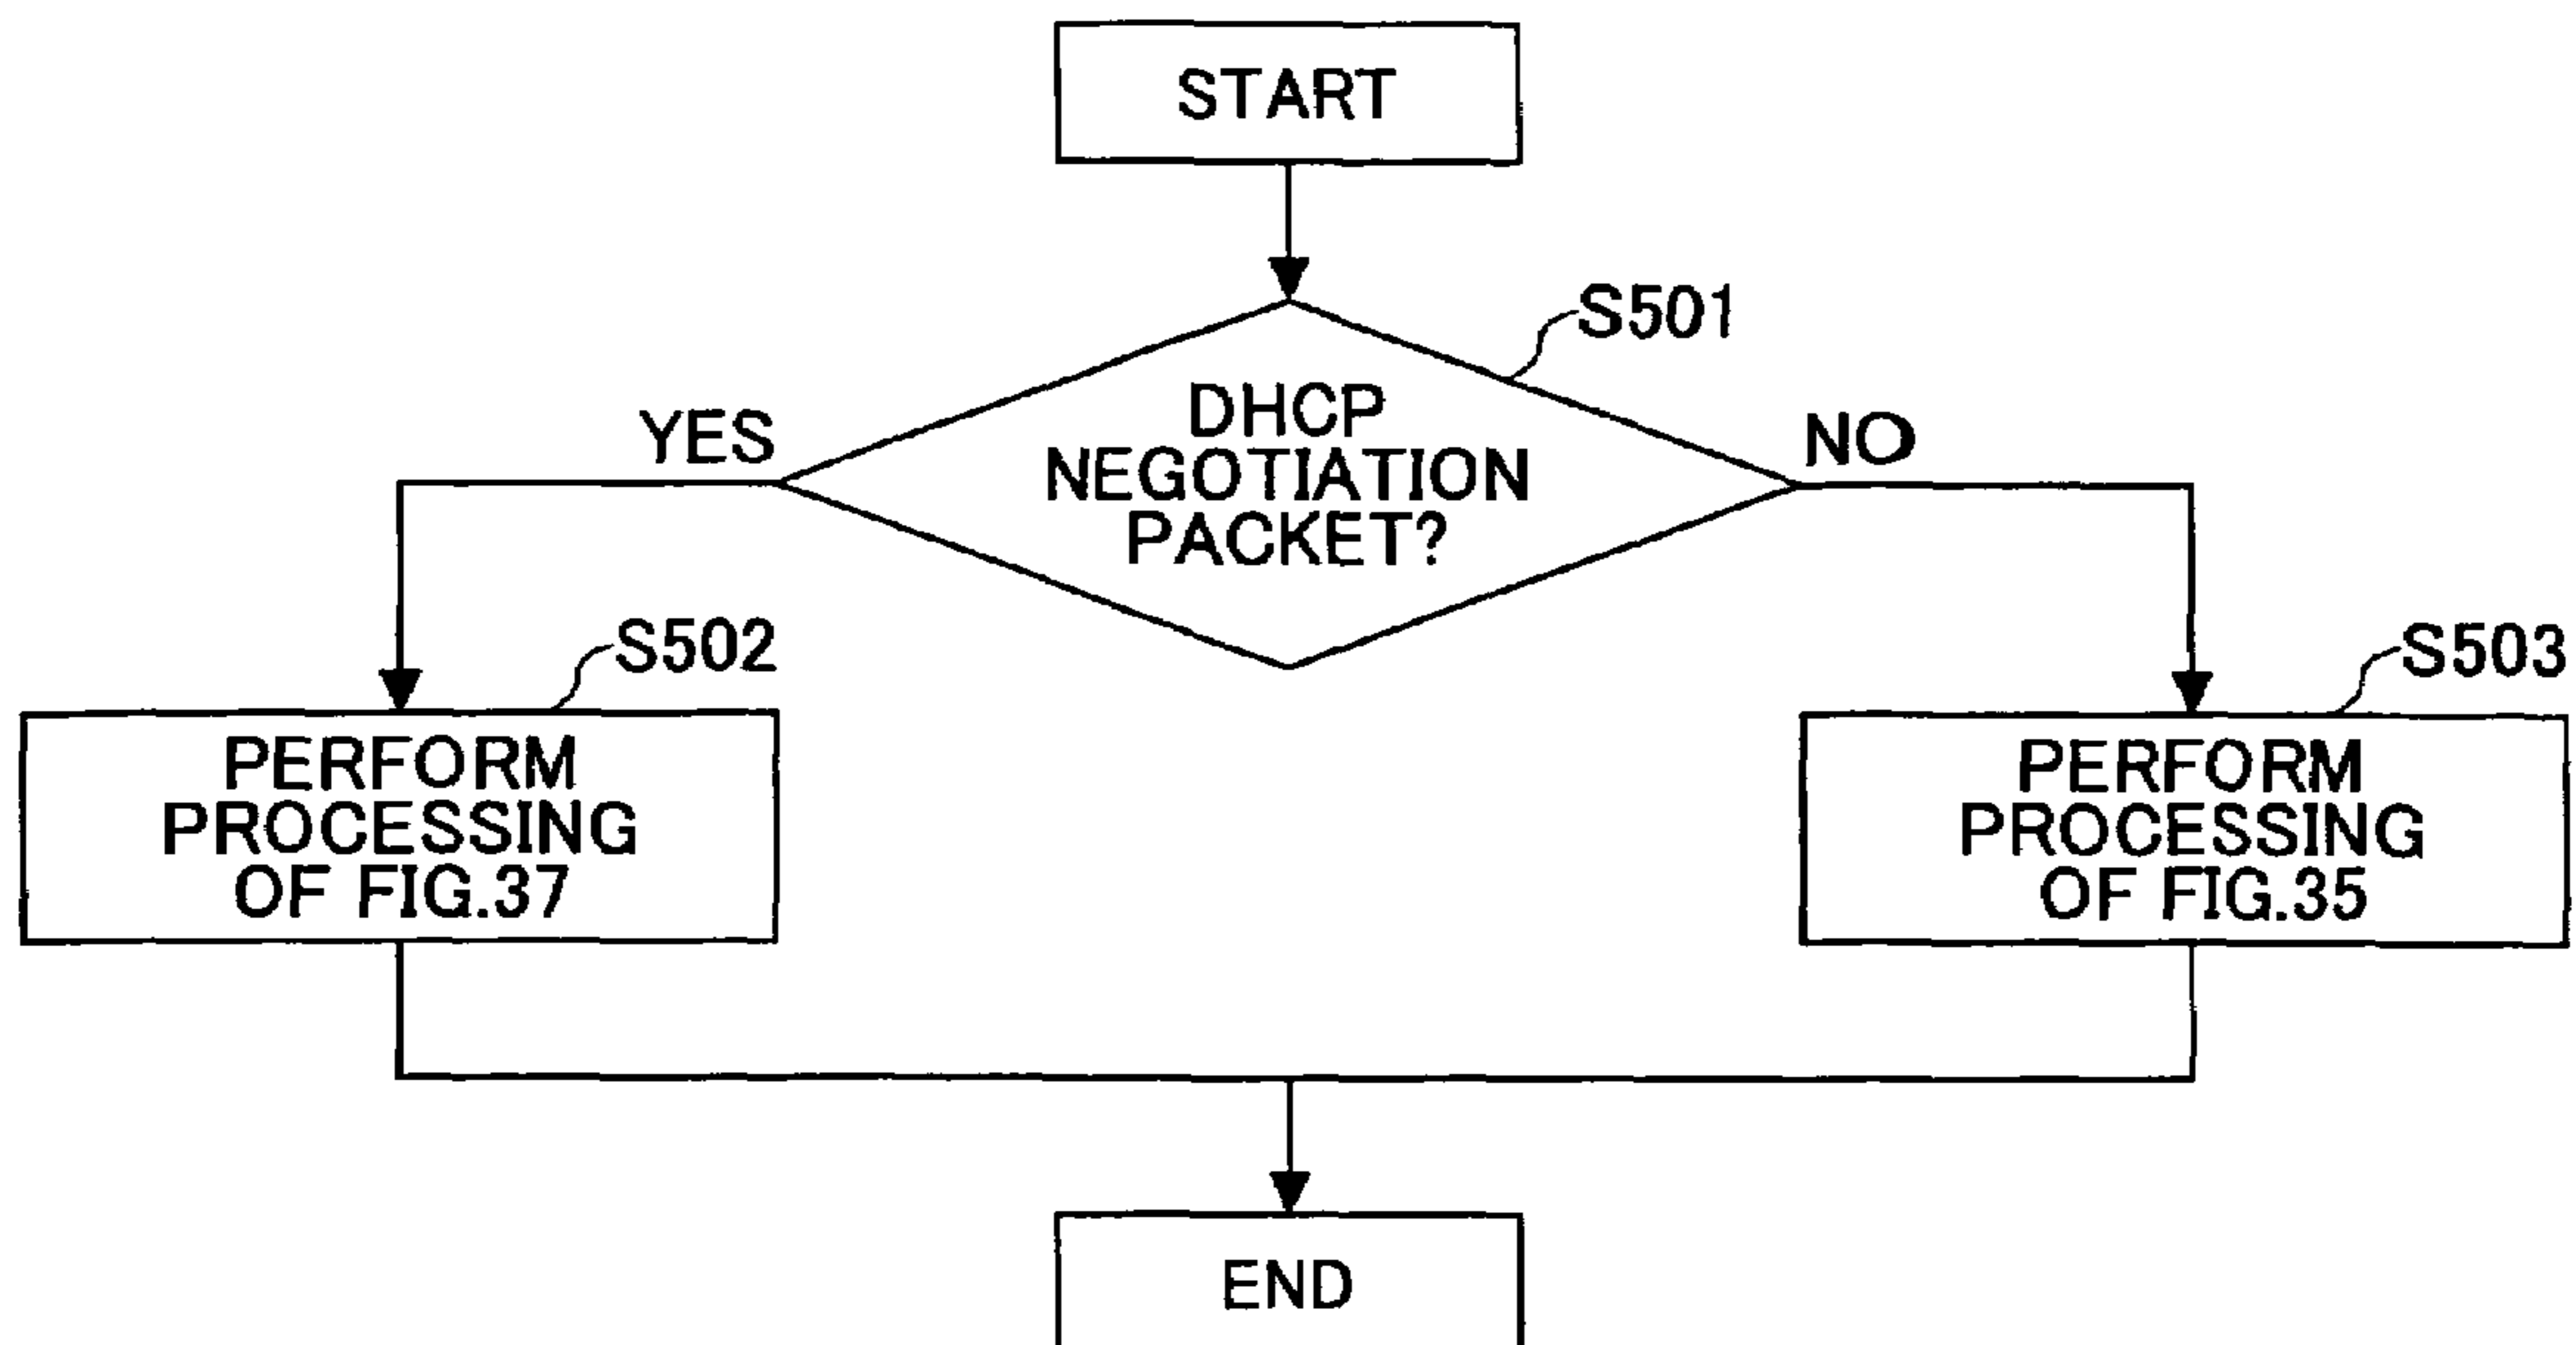 START
S501
DHCP
NEGOTIATION
PACKET?
YES
NO
S502
S503
PERFORM
PROCESSING
OF FIG.37
PERFORM
PROCESSING
OF FIG.35
END